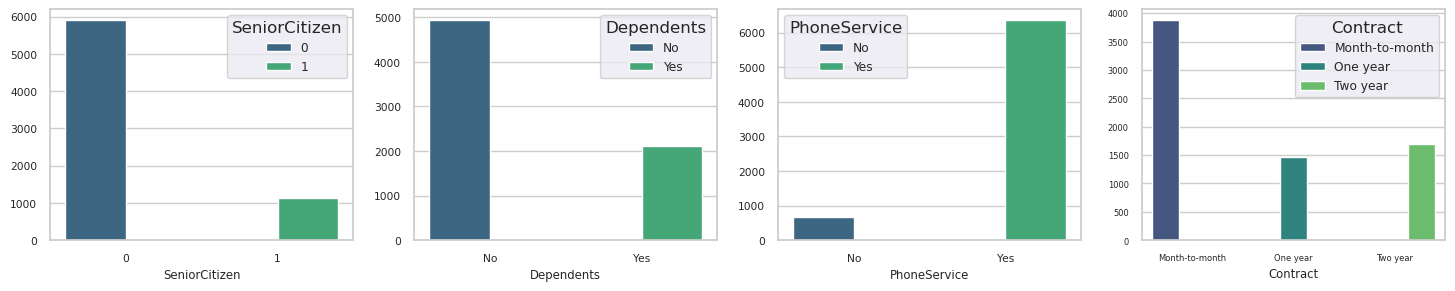 6000
5000
4000
3000
2000
1000
0
SeniorCitizen
0
1
0
1
SeniorCitizen
5000
4000
3000
2000
1000
0
Dependents
No
Yes
No
Yes
Dependents
6000
5000
4000
3000
2000
1000
0
PhoneService
No
Yes
No
Yes
PhoneService
4000
3500
3000
2500
2000
1500
1000
500
0
Contract
Month-to-month
One year
Two year
Month-to-month
One year
Two year
Contract